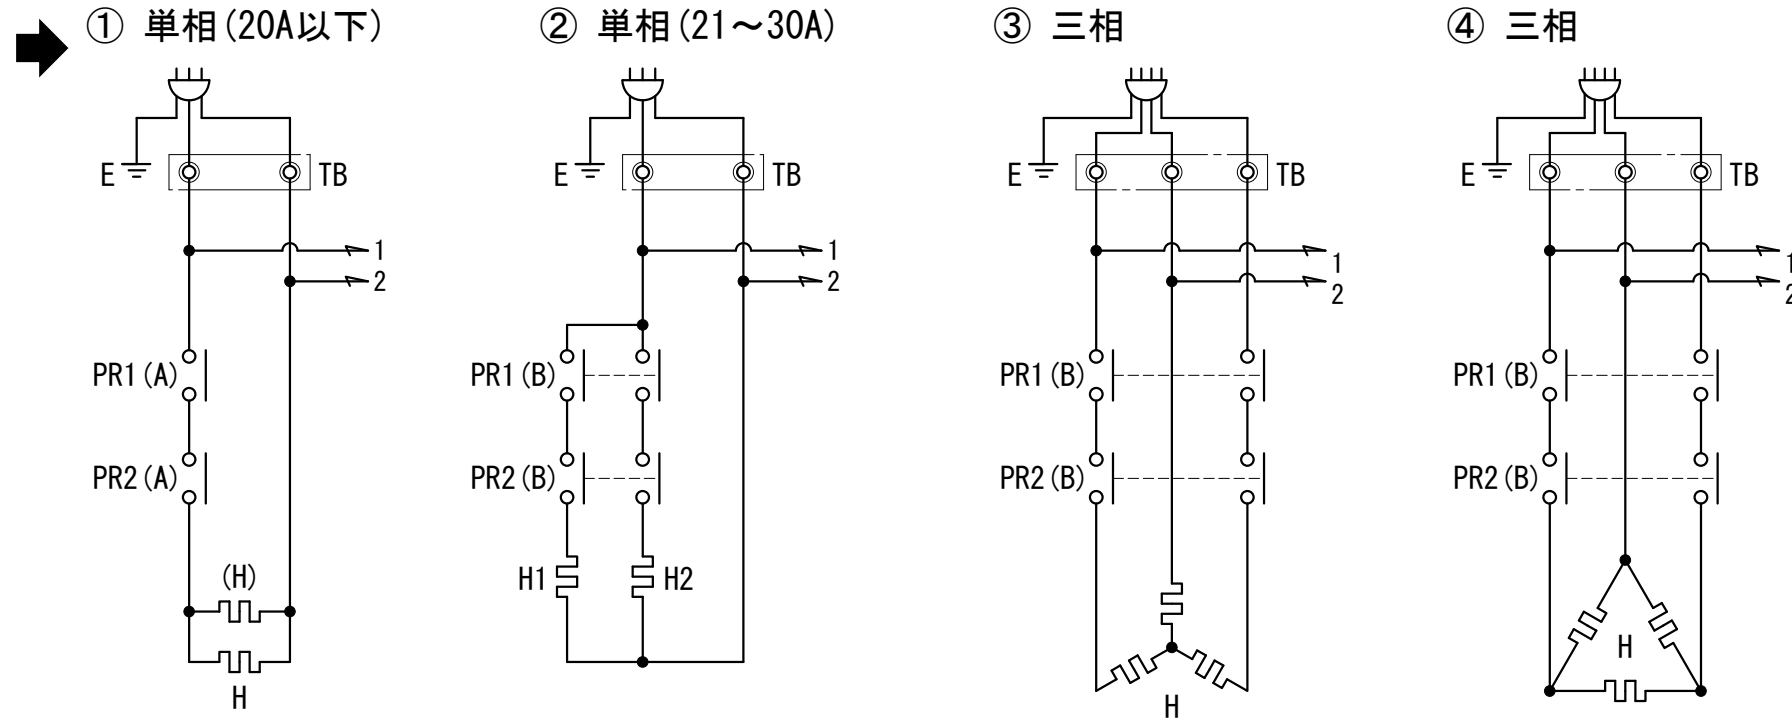 ① 単相(20A以下)
E
TB
1
2
PR1(A)
PR2(A)
(H)
H
② 単相(21～30A)
E
TB
1
2
PR1(B)
PR2(B)
H1
H2
③ 三相
E
TB
1
2
PR1(B)
PR2(B)
H
④ 三相
E
TB
1
2
PR1(B)
PR2(B)
H